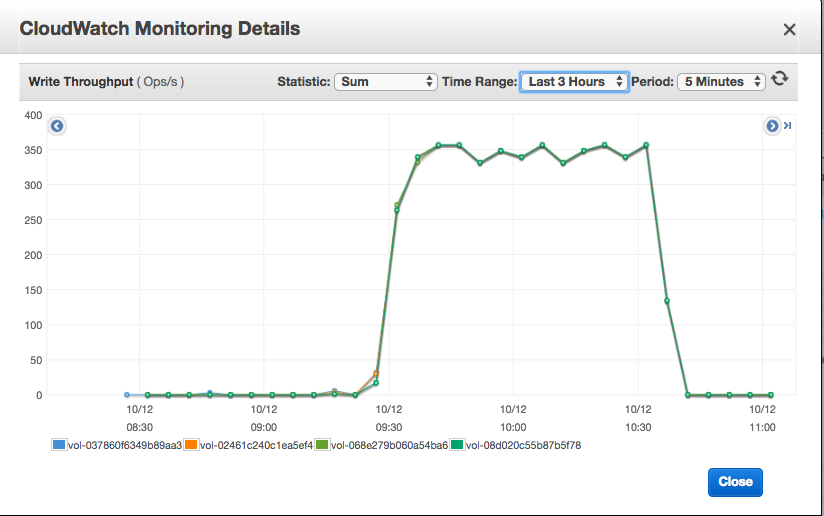 CloudWatch Monitoring Details
Write Throughput ( Ops/s ) Statistic: Sum Time Range: Last 3 Hours Period: 5 Minutes
400
350
300
250
200
150
100
50
0
10/12 10/12 10/12 10/12 10/12 10/12
08:30 09:00 09:30 10:00 10:30 11:00
vol-037860f6349b89aa3 vol-02461c240c1ea5ef4 vol-068e279b060a54ba6 vol-08d020c55b87b5f78
Close